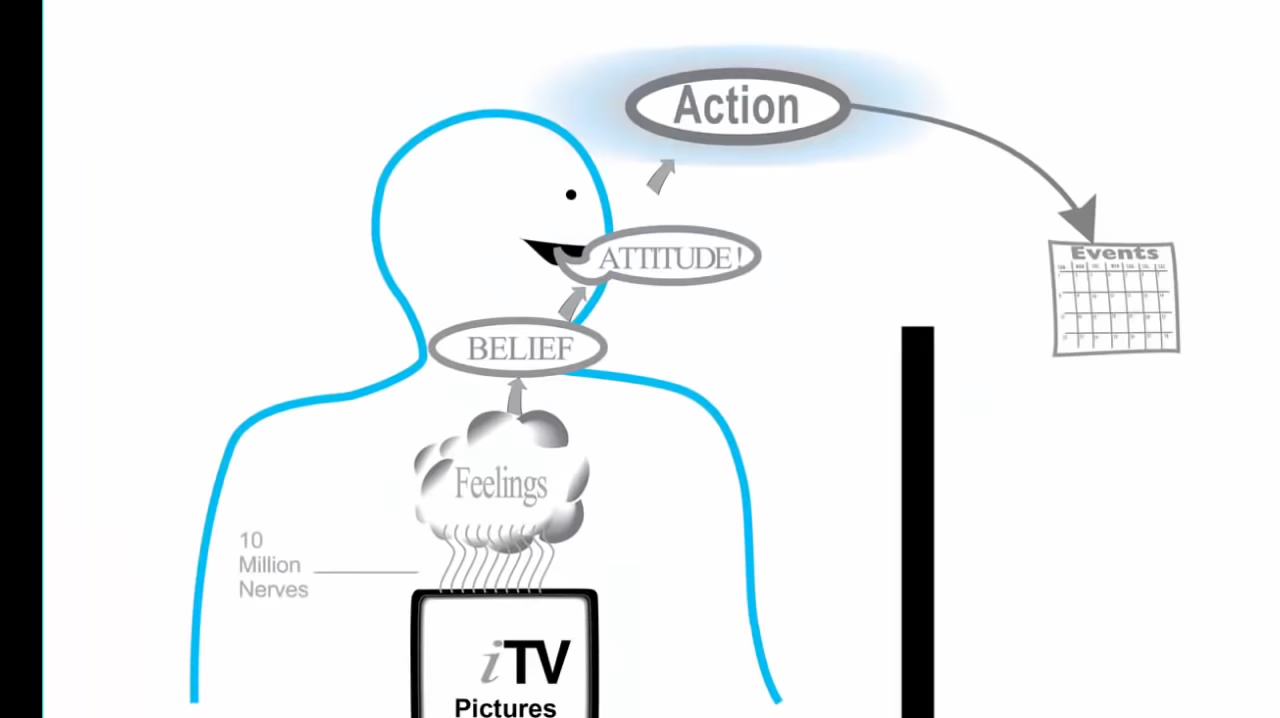 Action
ATTITUDE!
Events
BELIEF
Feelings
10
Million
Nerves
iTV
Pictures